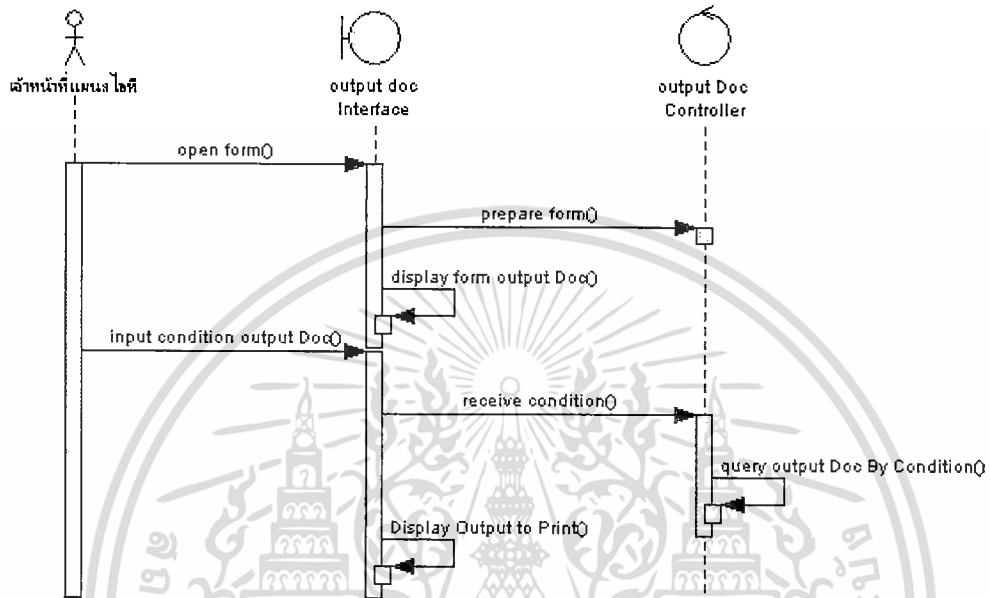 เจ้าหน้าที่แผนงไอที
output doc
Interface
output Doc
Controller
open form()
prepare form()
display form output Doc()
input condition output Doc()
receive condition()
query output Doc By Condition()
Display Output to Print()